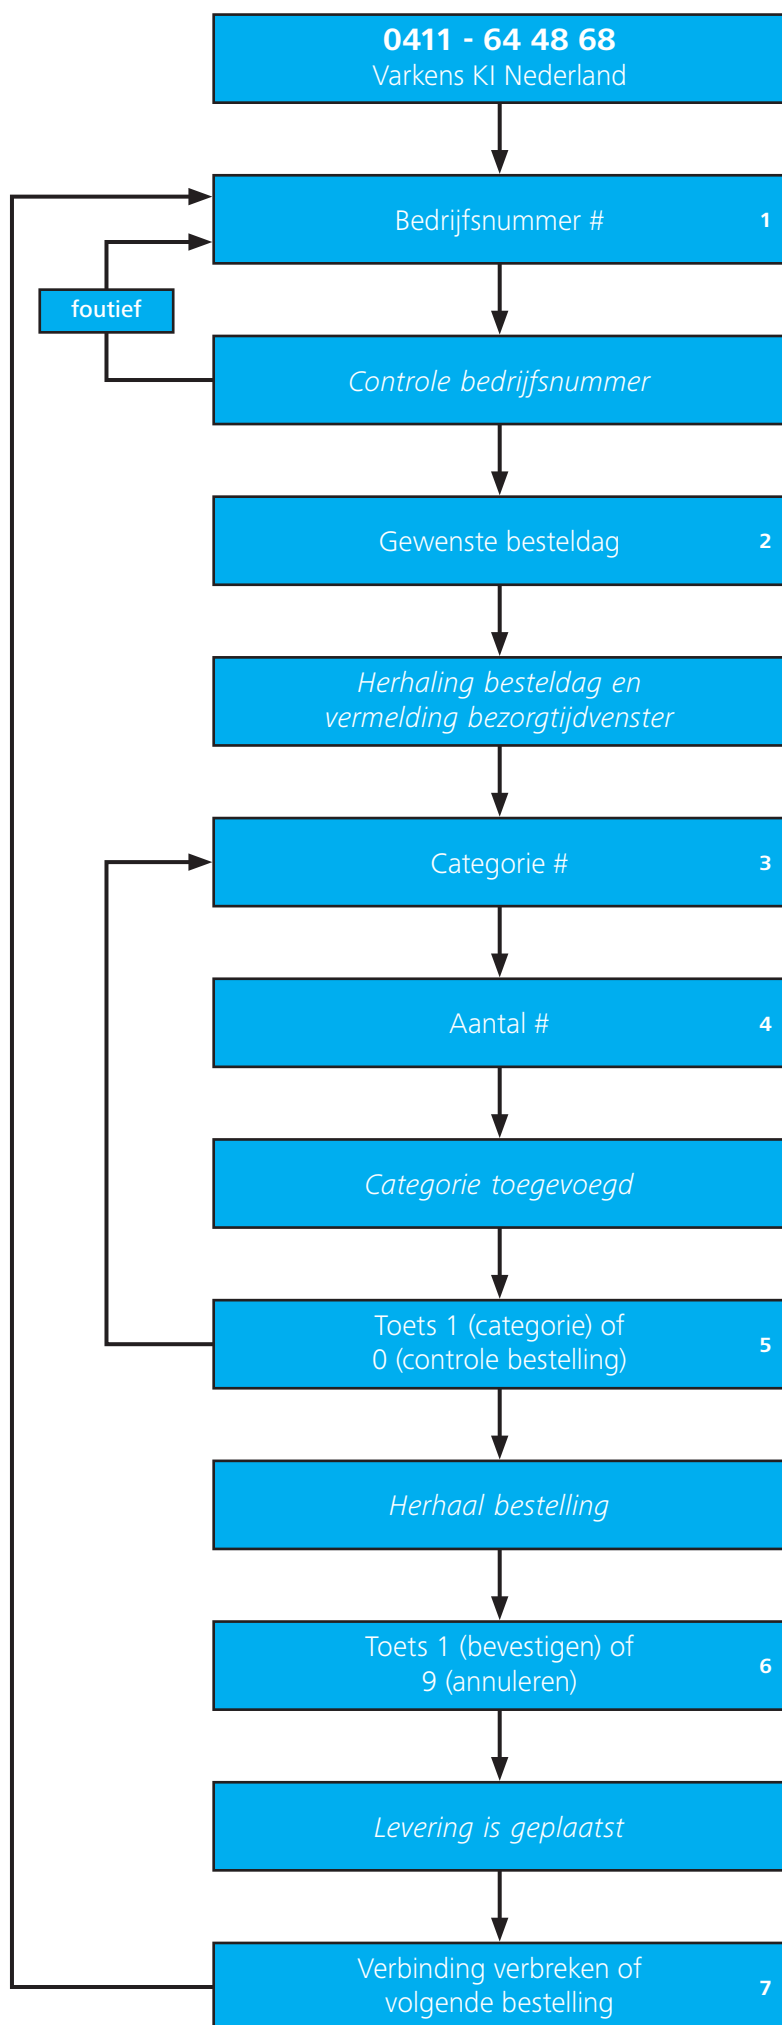 0411 - 64 48 68
Varkens KI Nederland
Bedrijfsnummer # 1
foutief
Controle bedrijfsnummer
Gewenste besteldag 2
Herhaling besteldag en
vermelding bezorgtijdvenster
Categorie # 3
Aantal # 4
Categorie toegevoegd
Toets 1 (categorie) of
0 (controle bestelling) 5
Herhaal bestelling
Toets 1 (bevestigen) of
9 (annuleren) 6
Levering is geplaatst
Verbinding verbreken of
volgende bestelling 7